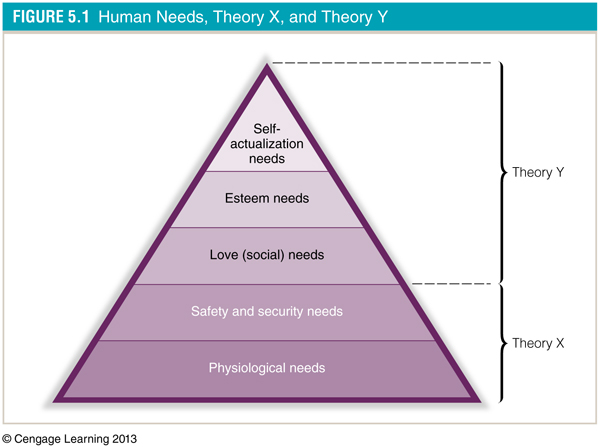 FIGURE 5.1 Human Needs, Theory X, and Theory Y
Self-
actualization
needs
Esteem needs
Love (social) needs
Safety and security needs
Physiological needs
Theory Y
Theory X
© Cengage Learning 2013